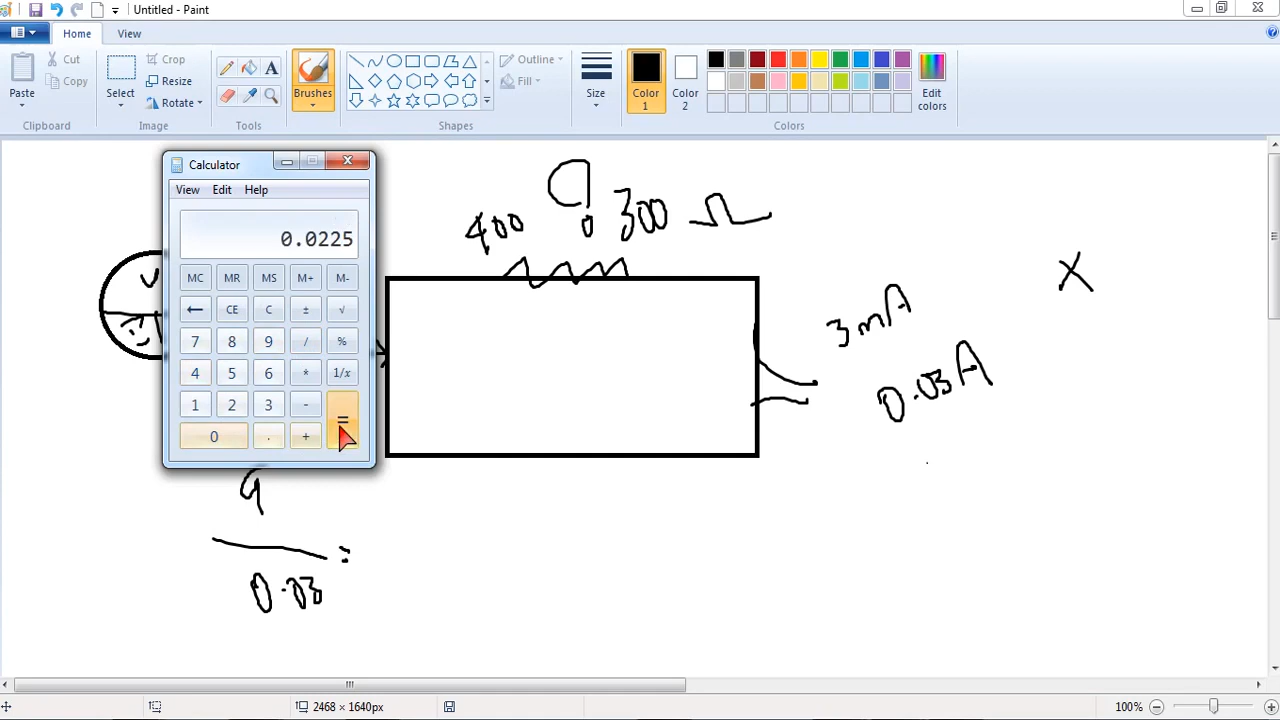 Untitled - Paint
Home
View
Paste
Cut
Copy
Clipboard
Select
Crop
Resize
Rotate
Image
A
Tools
Brushes
Outline
Fill
Shapes
Size
Color 1
Color 2
Edit colors
Colors
Calculator
View Edit Help
0.0225
MC MR MS M+ M-
← CE C ± √
7 8 9 / %
4 5 6 * 1/x
1 2 3 - =
0 . +
V
400
300 Ω
3mA
0.03A
X
9
0.03
=
2468 × 1640px
100%